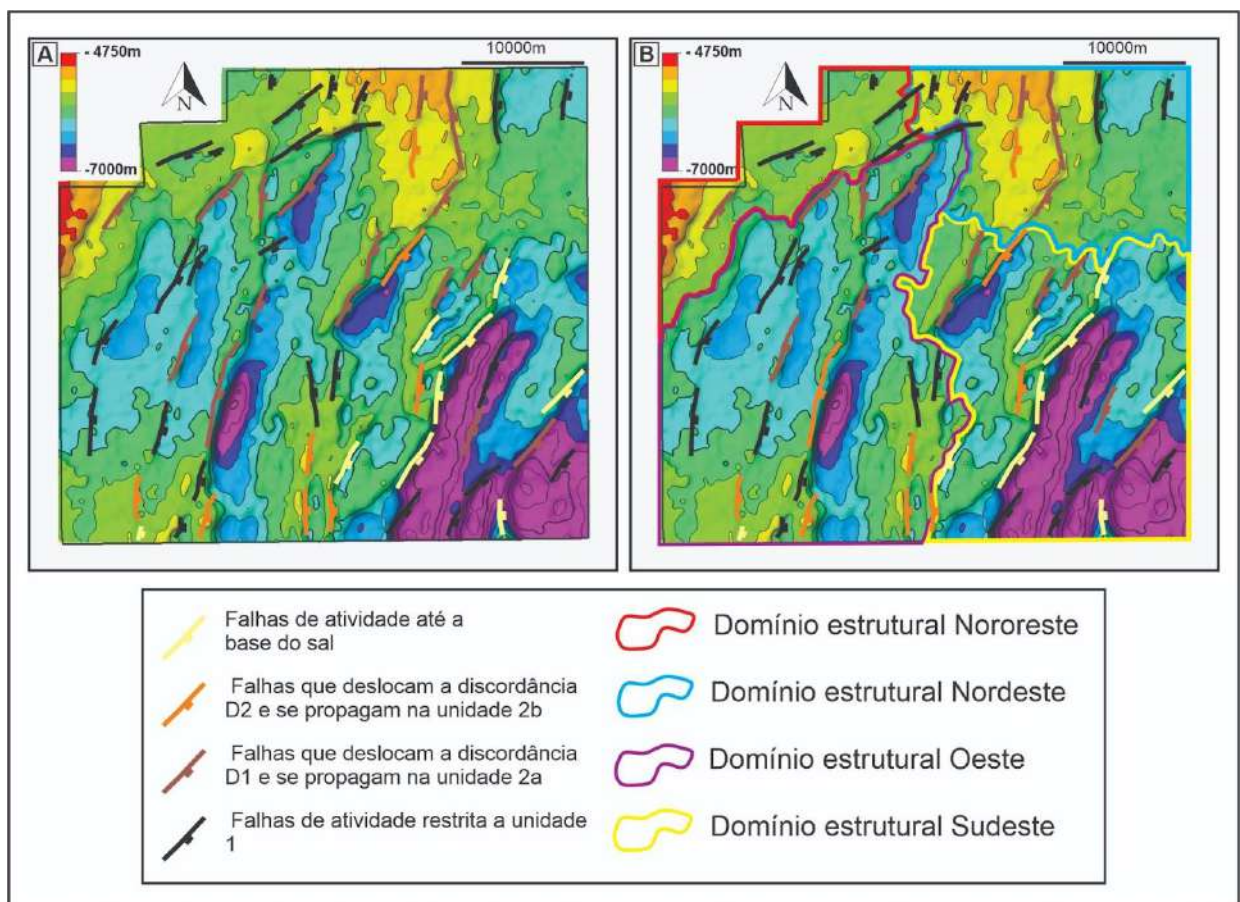 A
- 4750m
-7000m
N
10000m
B
- 4750m
-7000m
N
10000m
Falhas de atividade até a
base do sal
Falhas que deslocam a discordância
D2 e se propagam na unidade 2b
Falhas que deslocam a discordância
D1 e se propagam na unidade 2a
Falhas de atividade restrita a unidade
1
Domínio estrutural Nororeste
Domínio estrutural Nordeste
Domínio estrutural Oeste
Domínio estrutural Sudeste